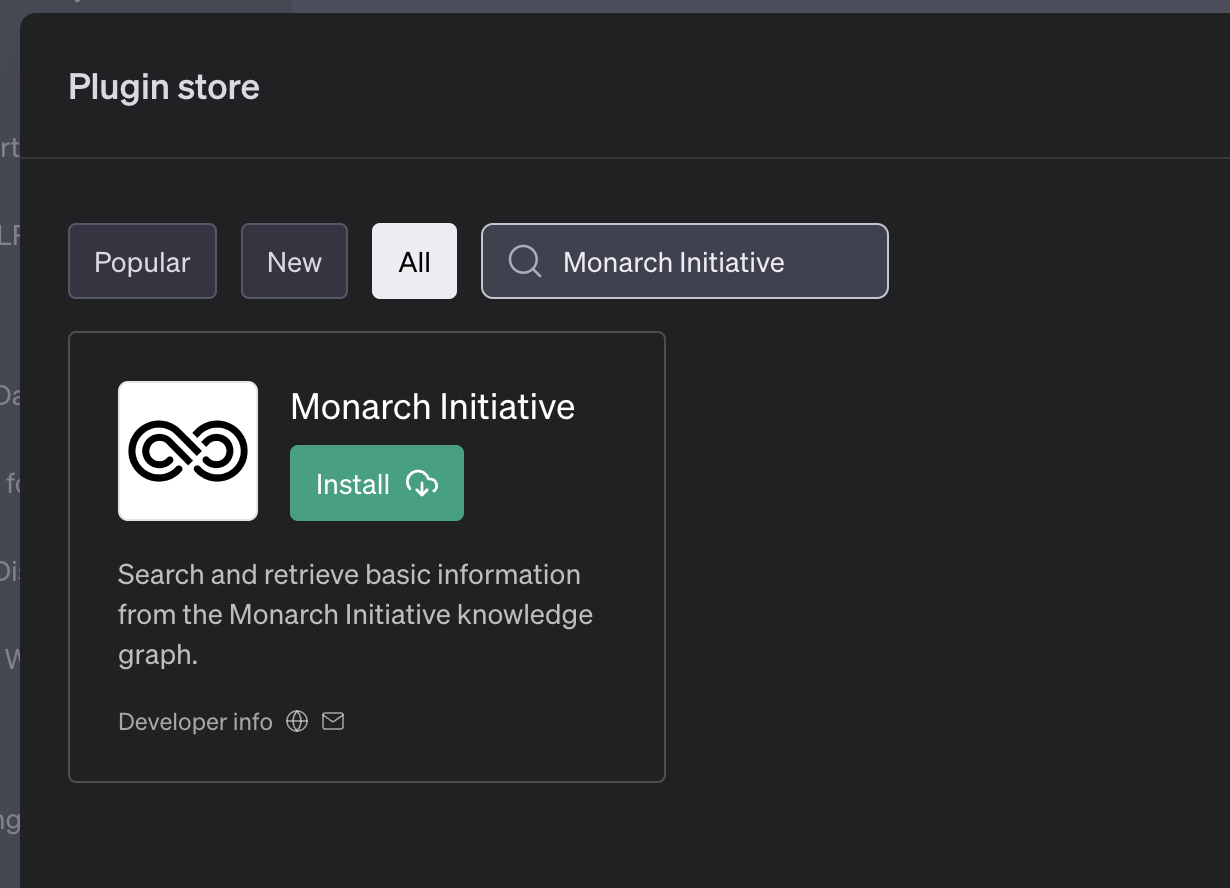 Plugin store
Popular
New
All
Monarch Initiative
Monarch Initiative
Install
Search and retrieve basic information
from the Monarch Initiative knowledge
graph.
Developer info